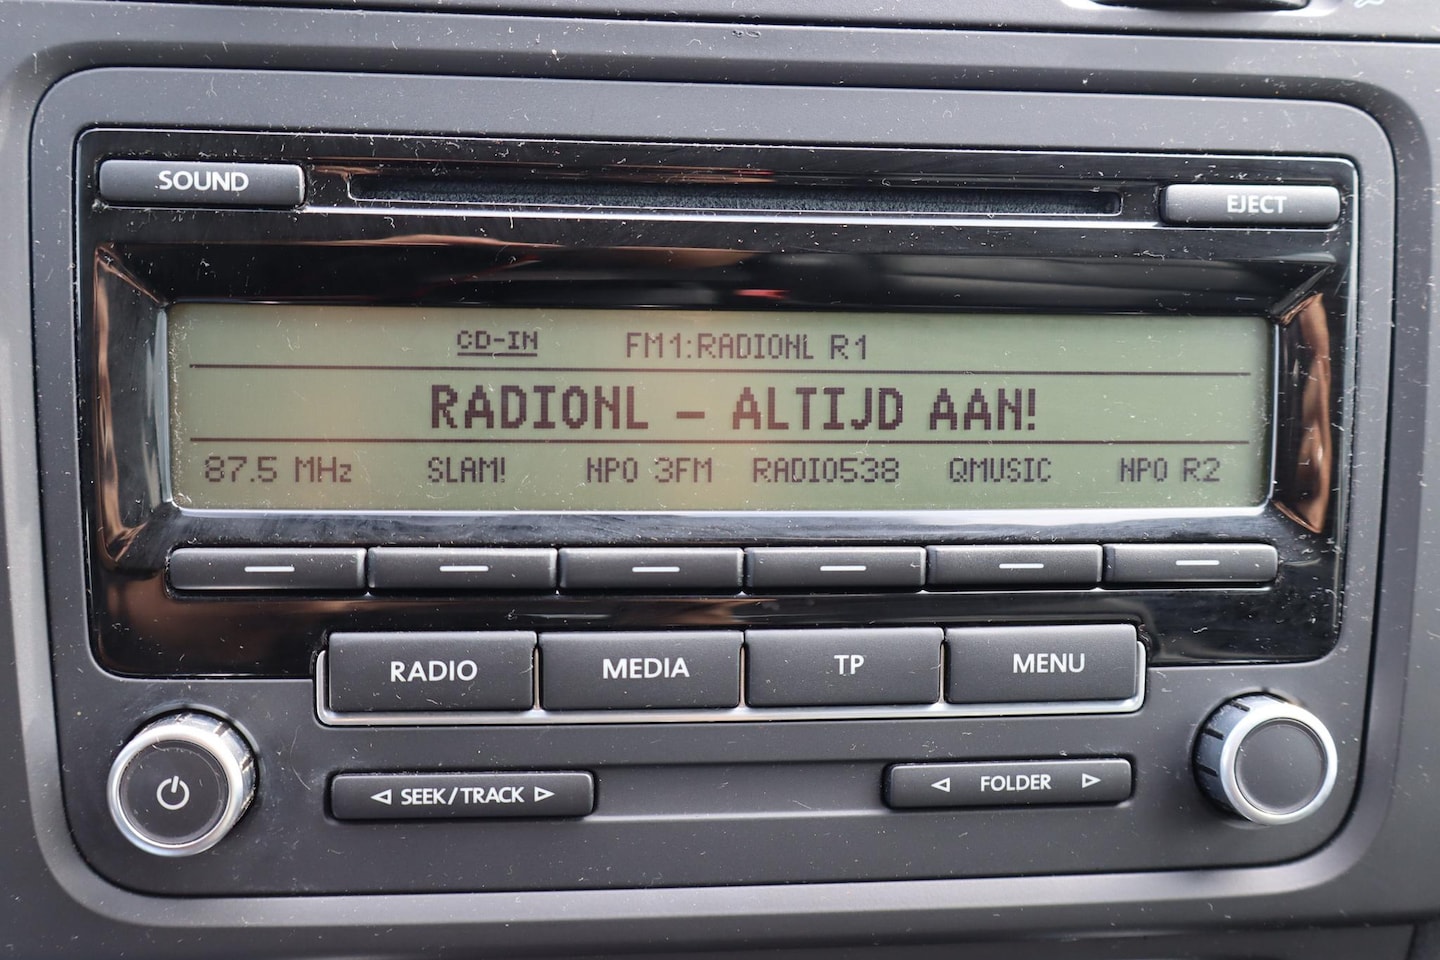 SOUND
EJECT
CD-IN FM1:RADIONL R1
RADIONL - ALTIJD AAN!
87.5 MHz SLAM! NPO 3FM RADIO538 QMUSIC NPO R2
RADIO MEDIA TP MENU
SEEK/TRACK
FOLDER